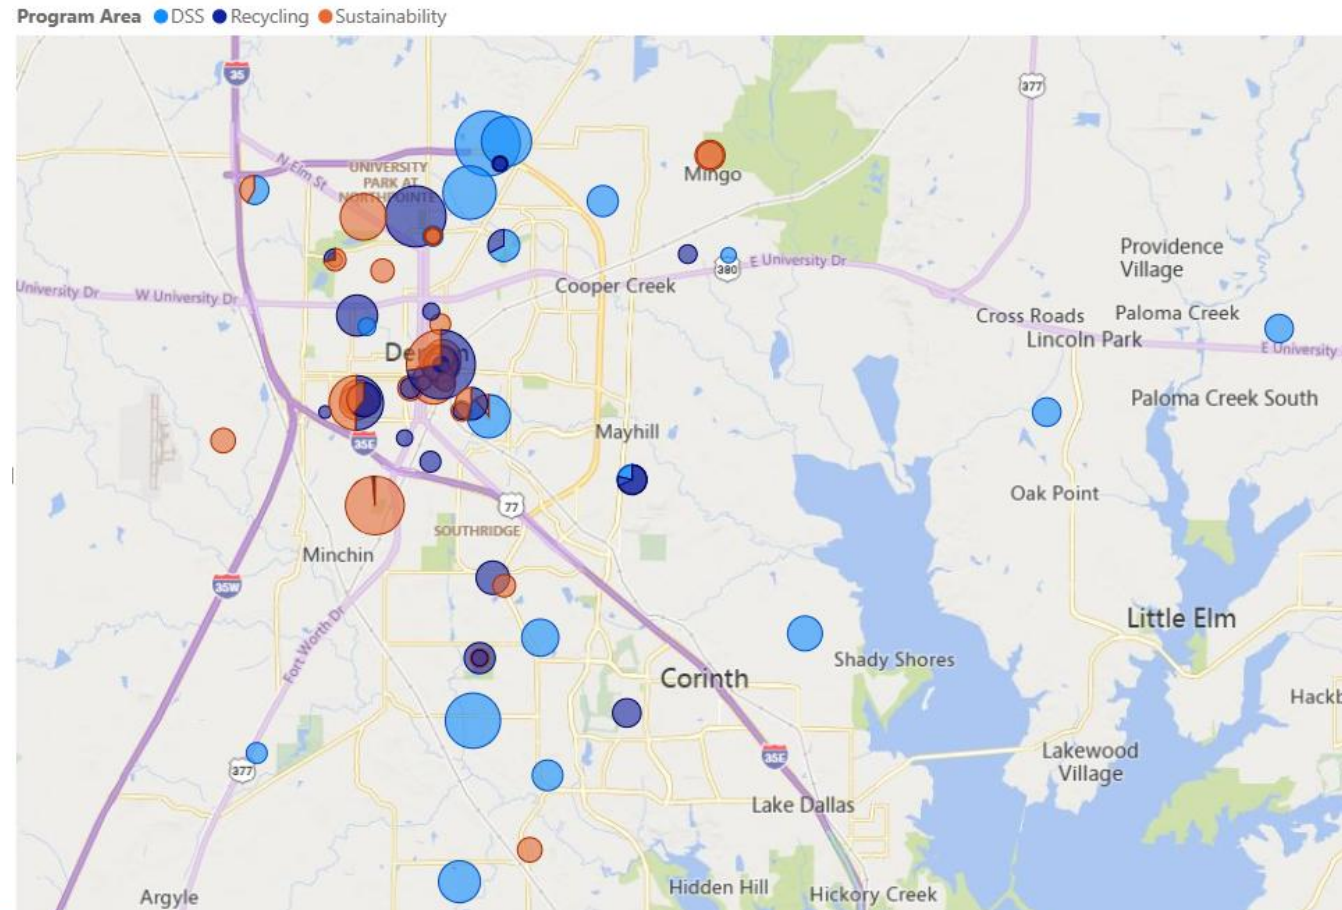 Program Area DSS Recycling Sustainability
35
377
N Elm St
UNIVERSITY
PARK AT
NORTHPOINTE
Mingo
380
E University Dr
Providence
Village
University Dr
W University Dr
Cooper Creek
Cross Roads
Paloma Creek
Lincoln Park
E University
Paloma Creek South
Mayhill
35E
Oak Point
77
SOUTHRIDGE
Minchin
35W
Fort Worth Dr
Little Elm
Shady Shores
Corinth
Hackb
377
35E
Lakewood
Village
Lake Dallas
Argyle
Hidden Hill
Hickory Creek